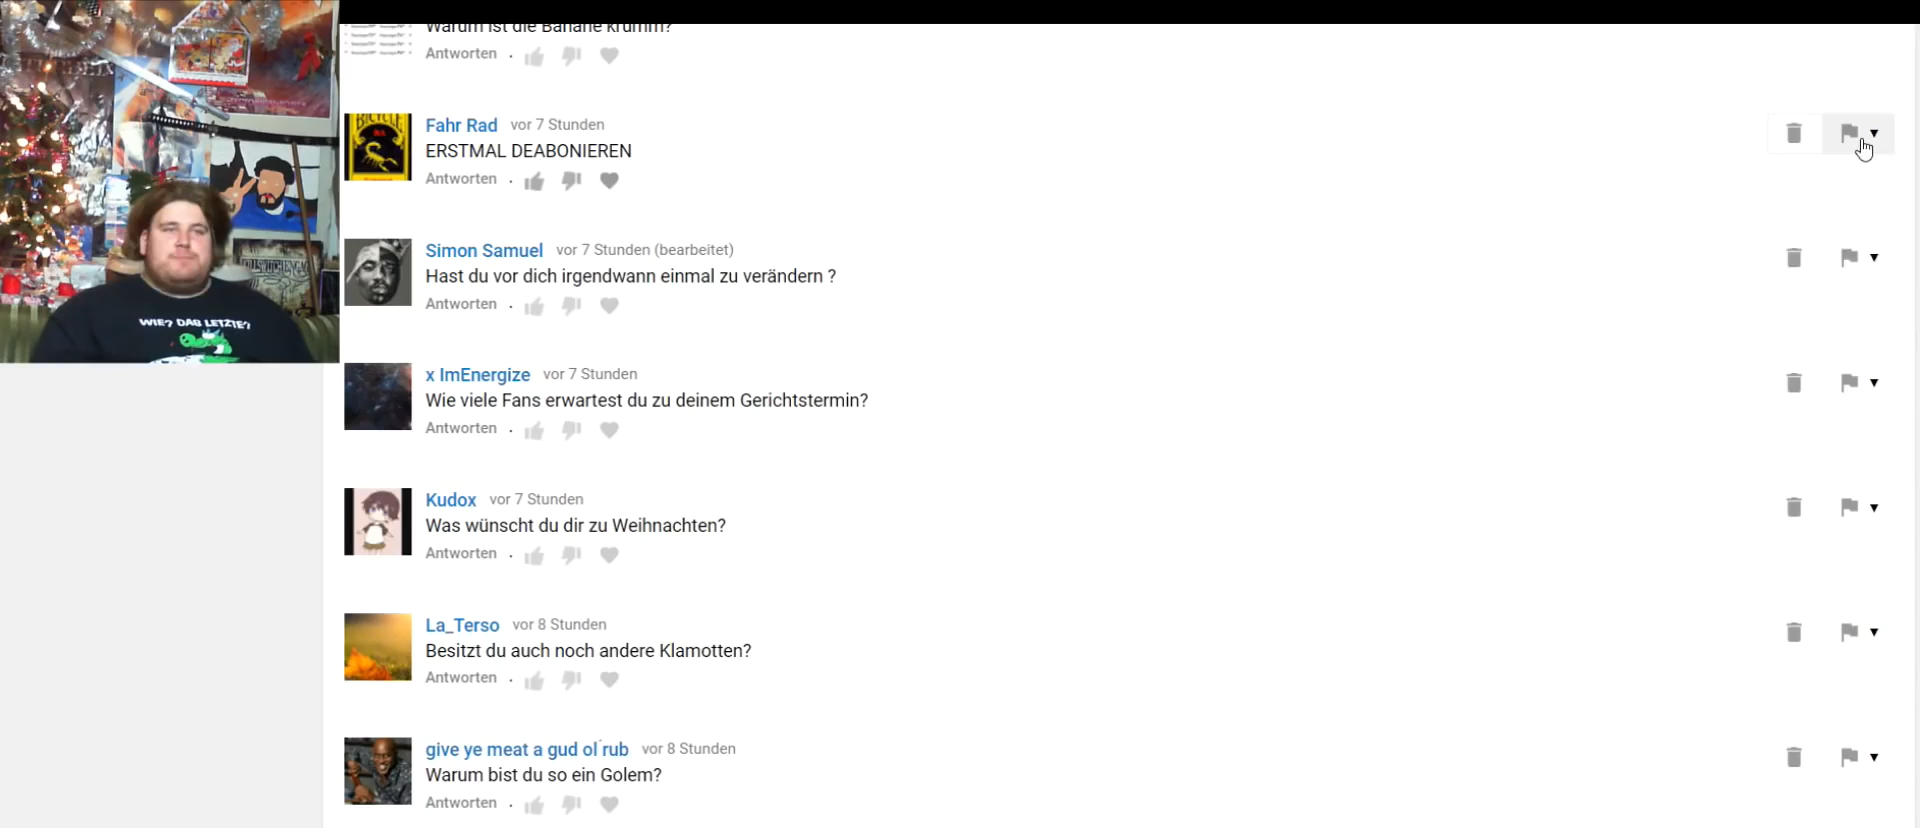 Warum ist die Banane krumm?
Antworten .
Fahr Rad vor 7 Stunden
ERSTMAL DEABONIEREN
Antworten .
BICYCLE
Simon Samuel vor 7 Stunden (bearbeitet)
Hast du vor dich irgendwann einmal zu verändern ?
Antworten .
WIE? DAS LETZTE?
x ImEnergize vor 7 Stunden
Wie viele Fans erwartest du zu deinem Gerichtstermin?
Antworten .
Kudox vor 7 Stunden
Was wünscht du dir zu Weihnachten?
Antworten .
La_Terso vor 8 Stunden
Besitzt du auch noch andere Klamotten?
Antworten .
give ye meat a gud ol´rub vor 8 Stunden
Warum bist du so ein Golem?
Antworten .